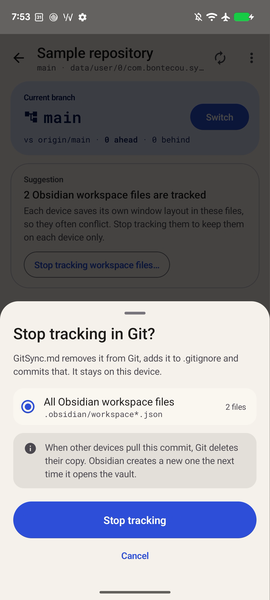 7:53
Sample repository
main · data/user/0/com.bontecou.sy…
Current branch
main
Switch
vs origin/main · 0 ahead · 0 behind
Suggestion
2 Obsidian workspace files are tracked
Each device saves its own window layout in these files,
so they often conflict. Stop tracking them to keep them
on each device only.
Stop tracking workspace files…
Stop tracking in Git?
GitSync.md removes it from Git, adds it to .gitignore and
commits that. It stays on this device.
All Obsidian workspace files
2 files
.obsidian/workspace*.json
When other devices pull this commit, Git deletes
their copy. Obsidian creates a new one the next
time it opens the vault.
Stop tracking
Cancel